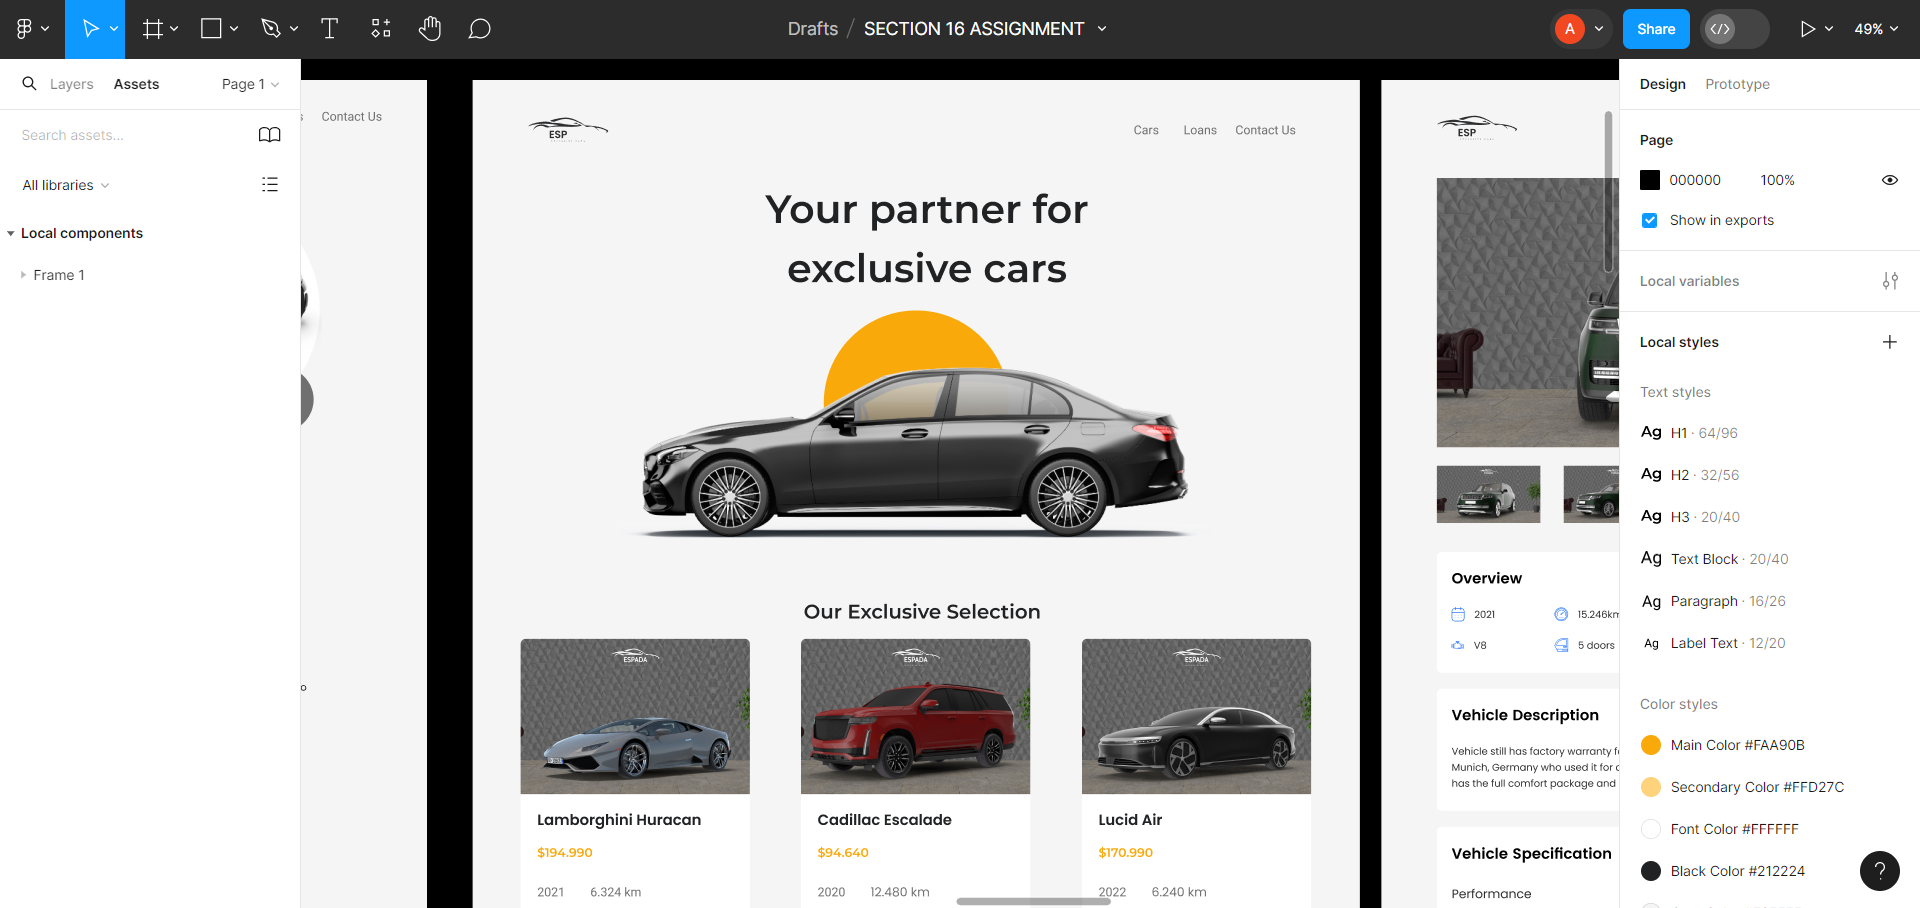 Drafts / SECTION 16 ASSIGNMENT
A
Share
49%
Layers
Assets
Page 1
Search assets...
All libraries
Local components
Frame 1
Contact Us
ESP
Cars
Loans
Contact Us
Your partner for
exclusive cars
Our Exclusive Selection
ESPADA
ESPADA
ESPADA
Lamborghini Huracan
$194.990
2021
6.324 km
Cadillac Escalade
$94.640
2020
12.480 km
Lucid Air
$170.990
2022
6.240 km
ESP
Overview
2021
15.246km
V8
5 doors
Vehicle Description
Vehicle still has factory warranty
Munich, Germany who used it for
has the full comfort package and
Vehicle Specification
Performance
Design
Prototype
Page
000000
100%
Show in exports
Local variables
Local styles
Text styles
Ag H1 · 64/96
Ag H2 · 32/56
Ag H3 · 20/40
Ag Text Block · 20/40
Ag Paragraph · 16/26
Ag Label Text · 12/20
Color styles
Main Color #FAA90B
Secondary Color #FFD27C
Font Color #FFFFFF
Black Color #212224
?